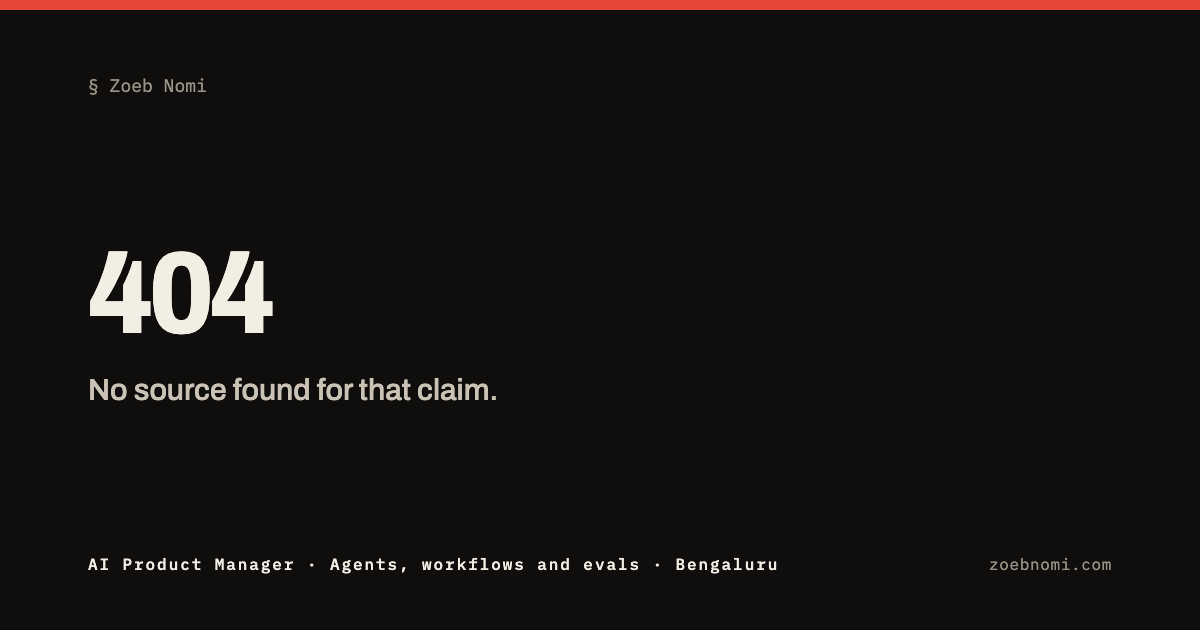 § Zoeb Nomi
404
No source found for that claim.
AI Product Manager · Agents, workflows and evals · Bengaluru
zoebnomi.com